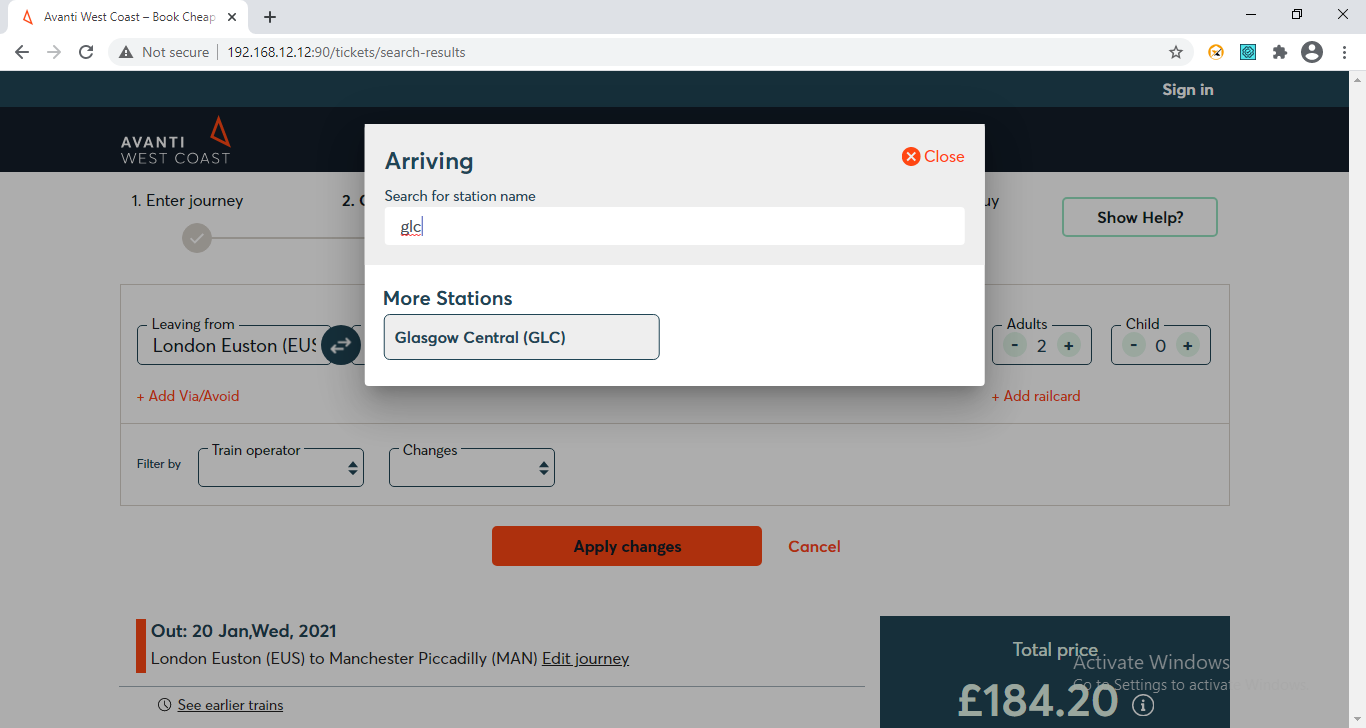 Avanti West Coast – Book Cheap
Not secure
192.168.12.12:90/tickets/search-results
Sign in
AVANTI
WEST COAST
Arriving
Close
Search for station name
glc
More Stations
Glasgow Central (GLC)
1. Enter journey
2.
Show Help?
Leaving from
London Euston (EUS
Adults
- 2 +
Child
- 0 +
+ Add Via/Avoid
+ Add railcard
Filter by
Train operator
Changes
Apply changes
Cancel
Out: 20 Jan,Wed, 2021
London Euston (EUS) to Manchester Piccadilly (MAN) Edit journey
See earlier trains
Total price
£184.20
Activate Windows
Go to Settings to activate Windows.